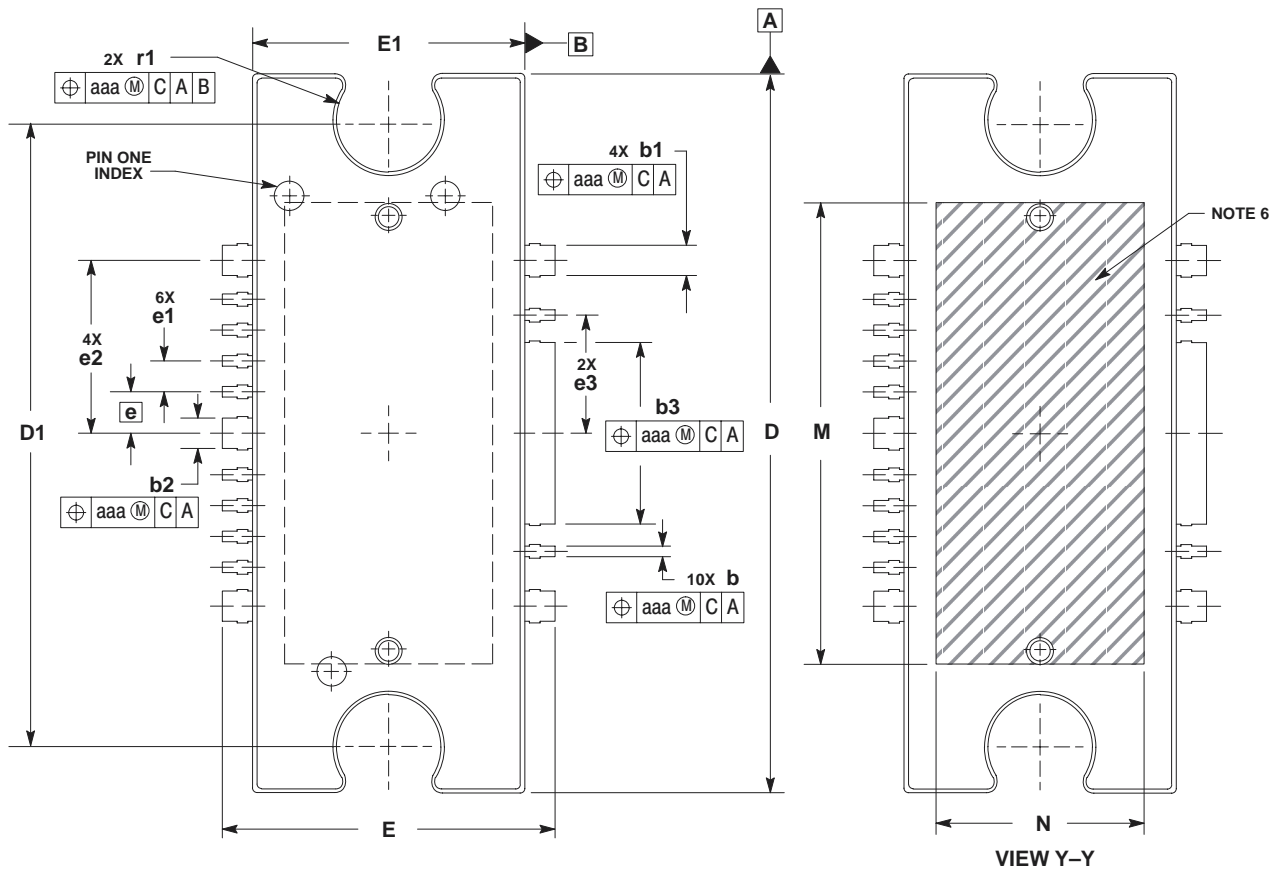 A
E1
B
2X r1
⌖ aaa Ⓜ C A B
PIN ONE
INDEX
4X b1
⌖ aaa Ⓜ C A
NOTE 6
6X
e1
4X
e2
2X
e3
e
D1
b3
⌖ aaa Ⓜ C A
D
M
b2
⌖ aaa Ⓜ C A
10X b
⌖ aaa Ⓜ C A
E
N
VIEW Y–Y